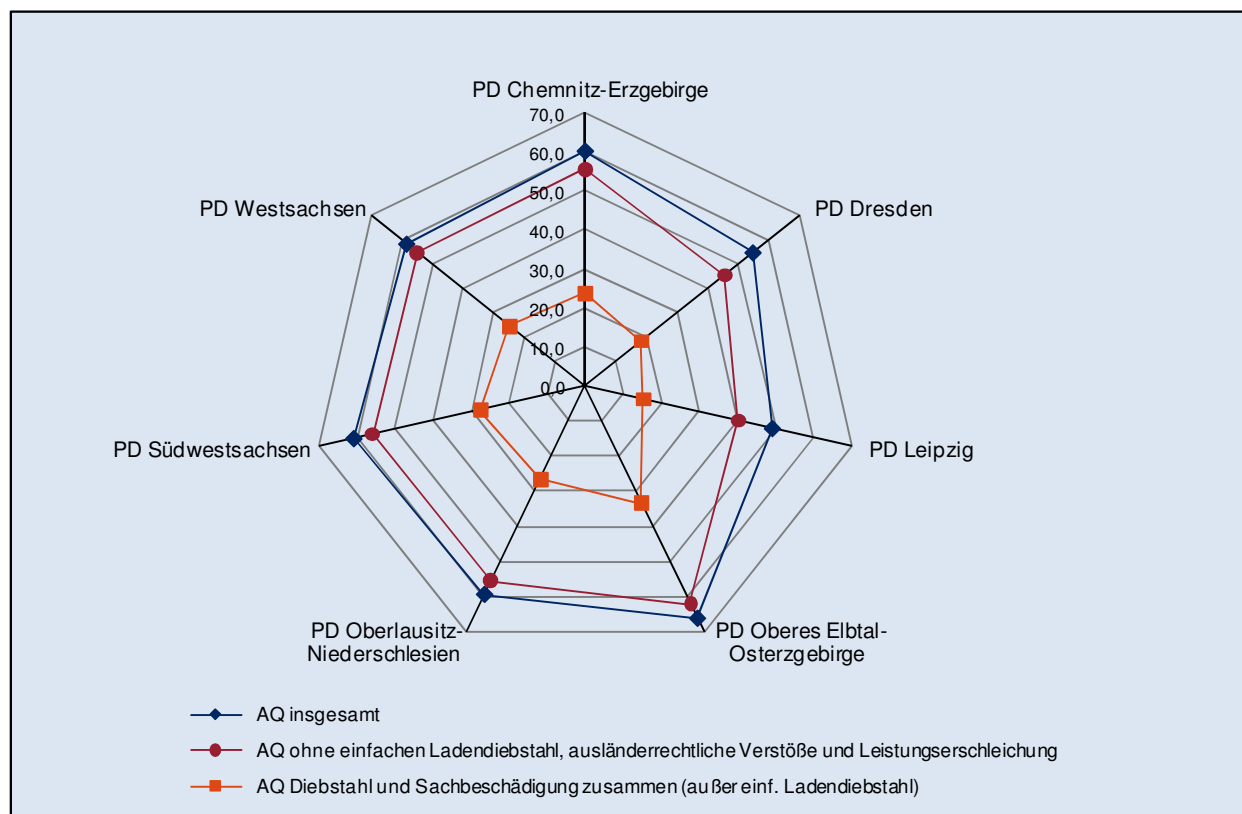 PD Chemnitz-Erzgebirge
70,0
60,0
50,0
40,0
30,0
20,0
10,0
0,0
PD Dresden
PD Leipzig
PD Oberes Elbtal-
Osterzgebirge
PD Oberlausitz-
Niederschlesien
PD Südwestsachsen
PD Westsachsen
AQ insgesamt
AQ ohne einfachen Ladendiebstahl, ausländerrechtliche Verstöße und Leistungserschleichung
AQ Diebstahl und Sachbeschädigung zusammen (außer einf. Ladendiebstahl)